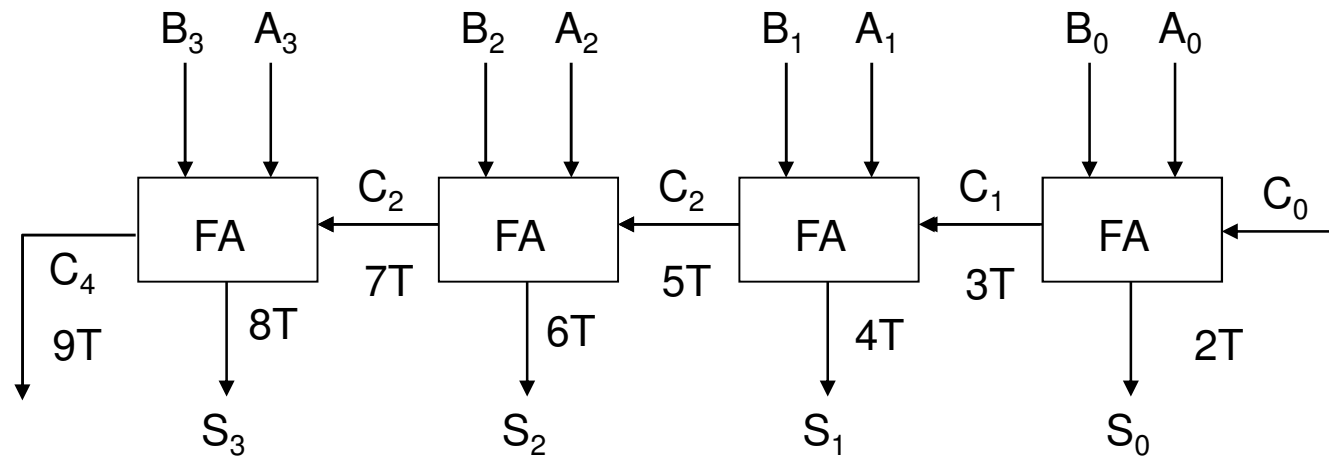 B₃ A₃ B₂ A₂ B₁ A₁ B₀ A₀
C₂ C₂ C₁ C₀
FA FA FA FA
C₄ 7T 5T 3T
9T 8T 6T 4T 2T
S₃ S₂ S₁ S₀